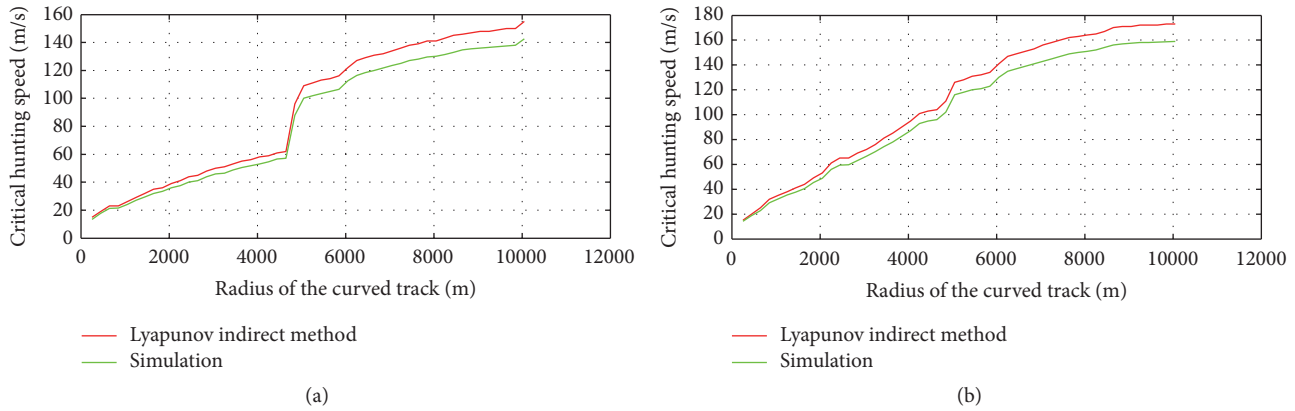 160
140
120
100
80
60
40
20
0
Critical hunting speed (m/s)
0 2000 4000 6000 8000 10000 12000
Radius of the curved track (m)
Lyapunov indirect method
Simulation
(a)
180
160
140
120
100
80
60
40
20
0
Critical hunting speed (m/s)
0 2000 4000 6000 8000 10000 12000
Radius of the curved track (m)
Lyapunov indirect method
Simulation
(b)